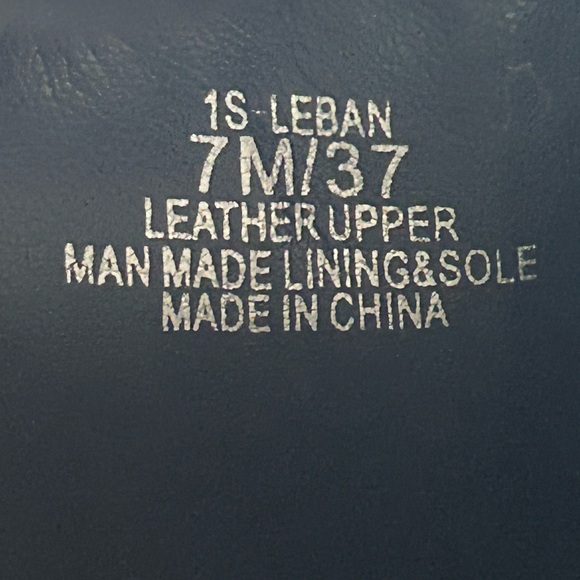 1S-LEBAN
7M/37
LEATHER UPPER
MAN MADE LINING&SOLE
MADE IN CHINA